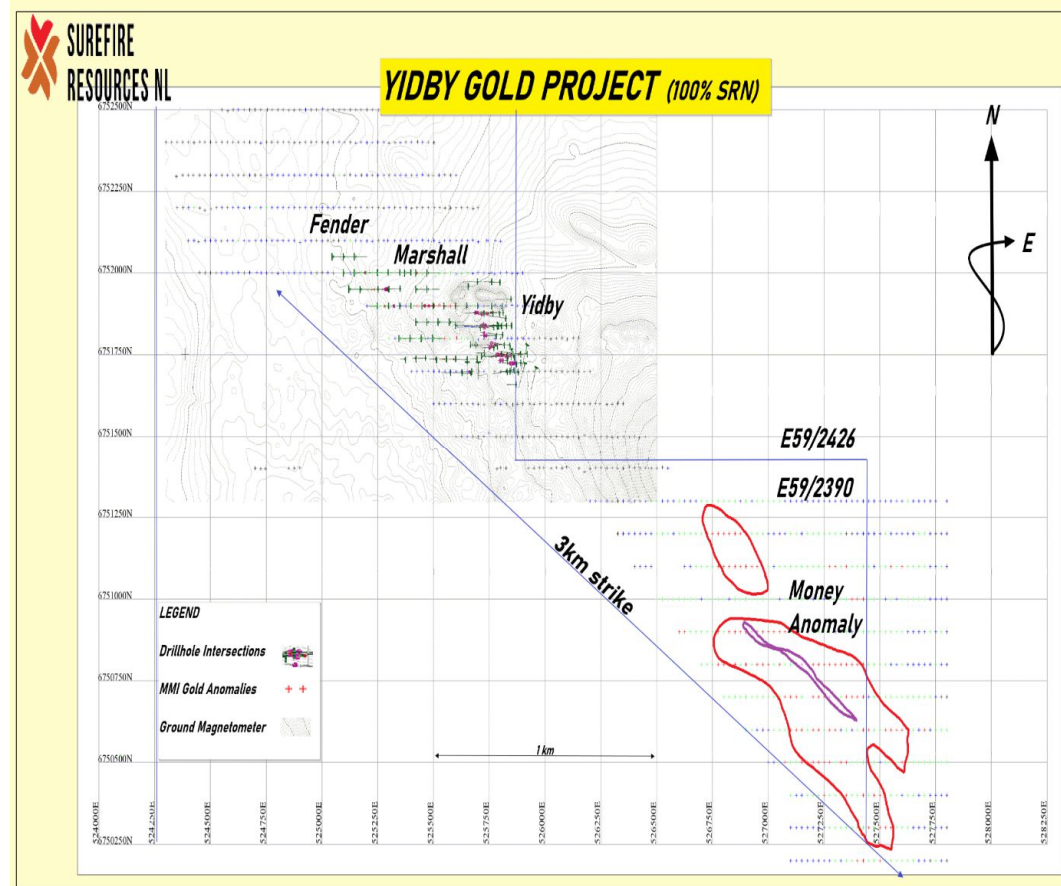 SUREFIRE
RESOURCES NL
YIDBY GOLD PROJECT (100% SRN)
N
E
6752500N
6752250N
6752000N
6751750N
6751500N
6751250N
6751000N
6750750N
6750500N
6750250N
Fender
Marshall
Yidby
E59/2426
E59/2390
3km strike
Money
Anomaly
LEGEND
Drillhole Intersections
MMI Gold Anomalies
Ground Magnetometer
1 km
524000E
524250E
524500E
524750E
525000E
525250E
525500E
525750E
526000E
526250E
526500E
526750E
527000E
527250E
527500E
527750E
528000E
528250E